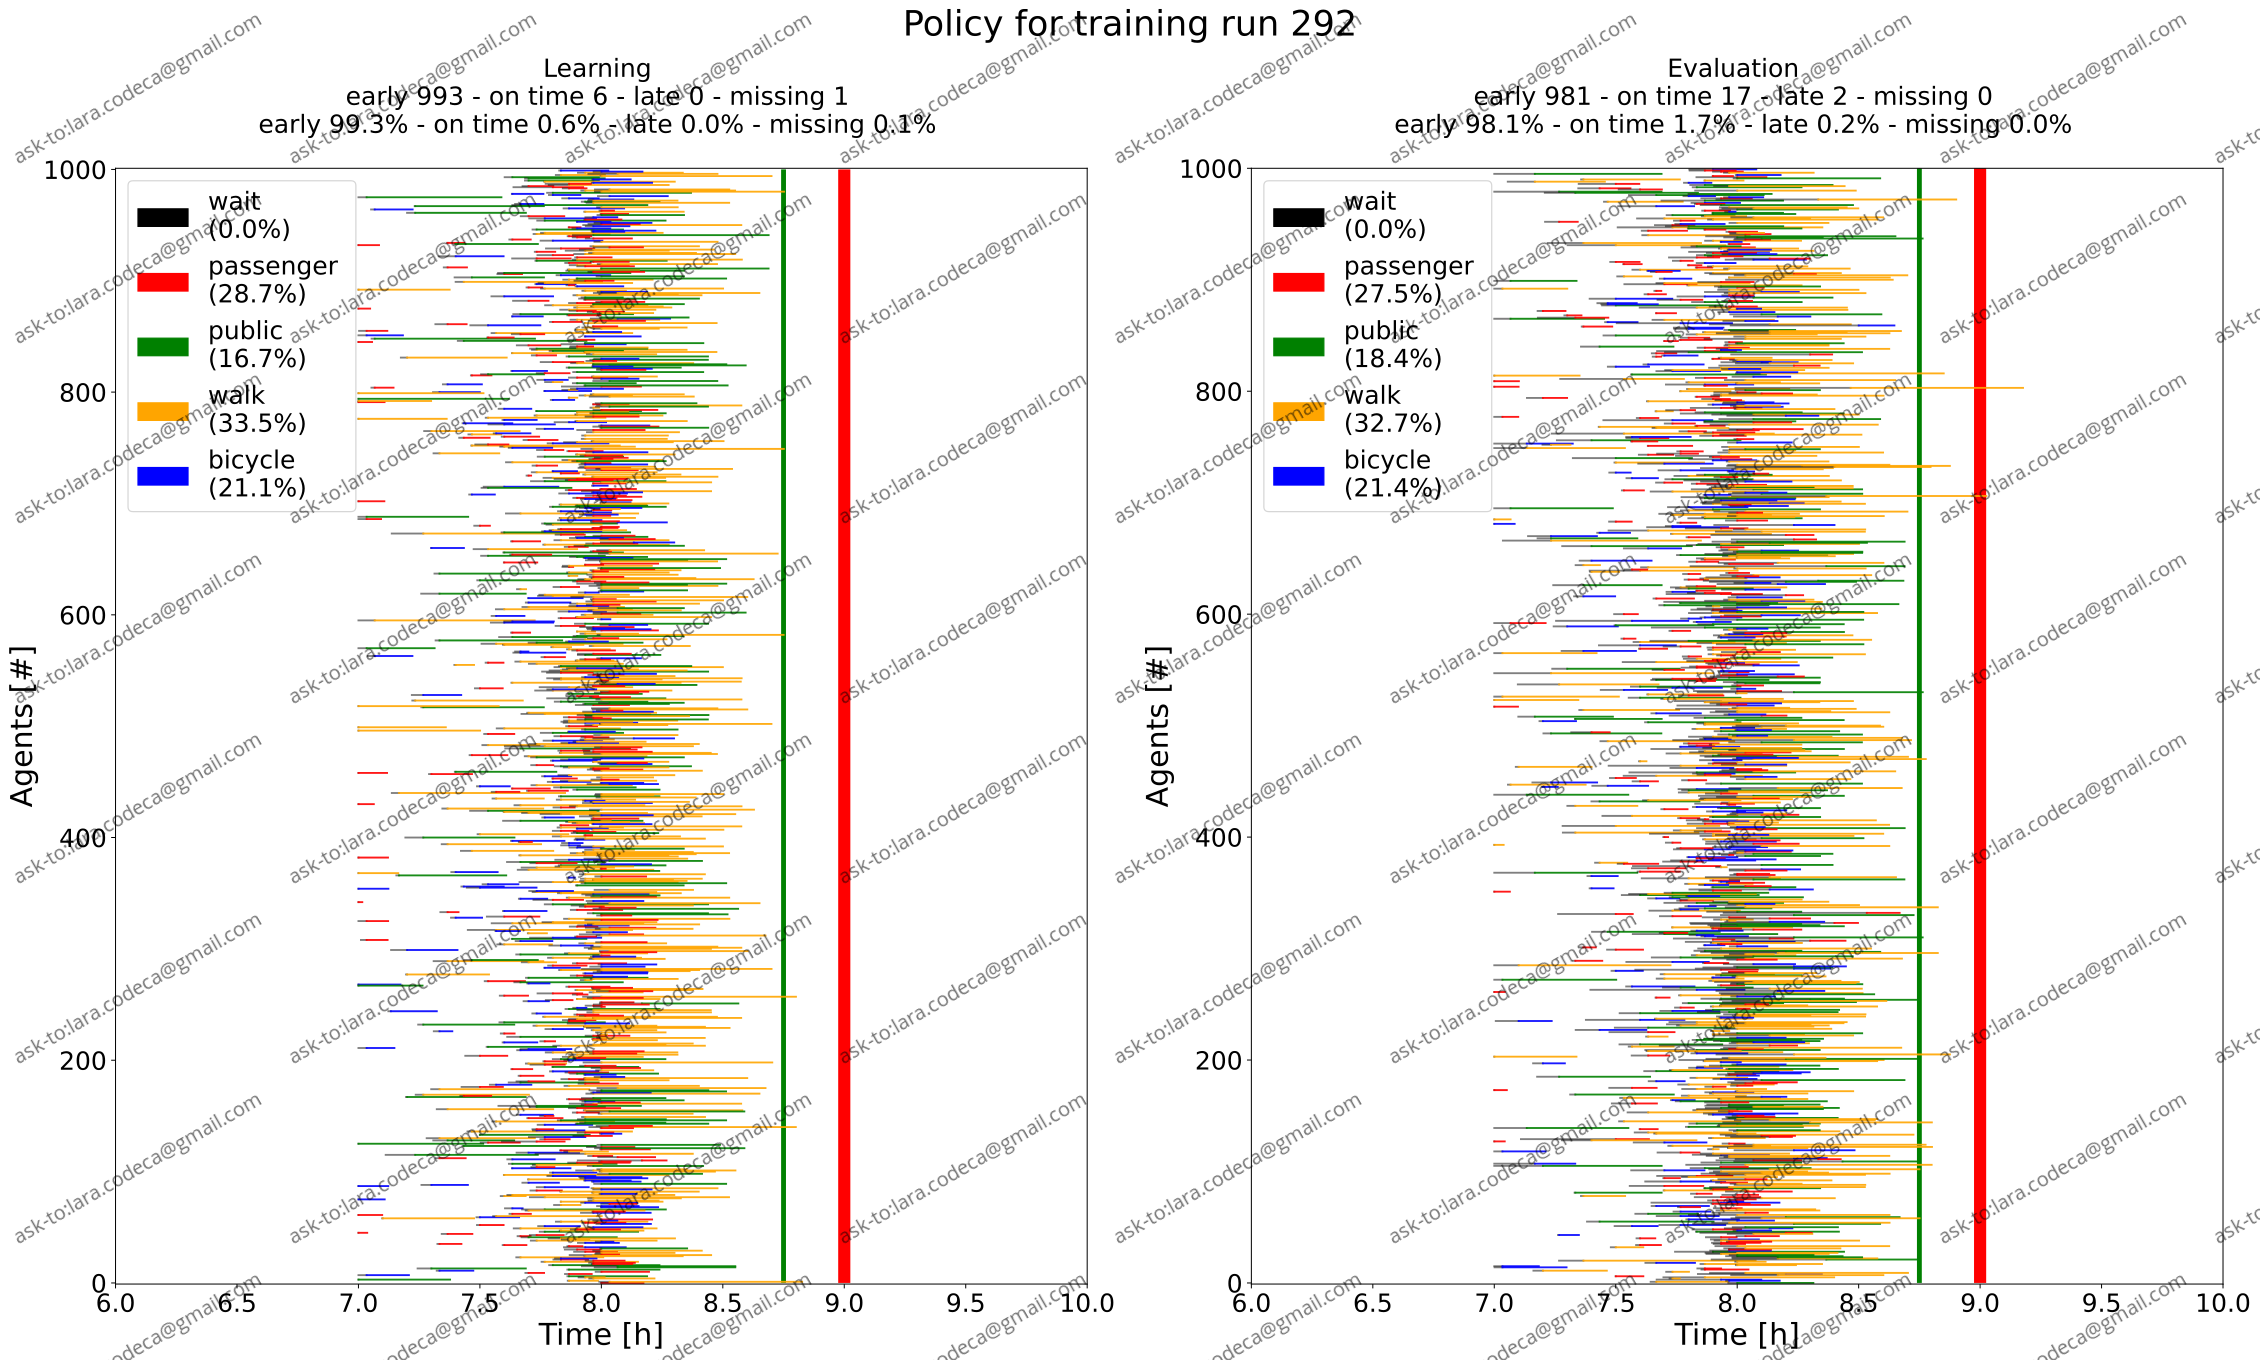 Policy for training run 292
Learning
early 993 - on time 6 - late 0 - missing 1
early 99.3% - on time 0.6% - late 0.0% - missing 0.1%
1000
800
600
400
200
0
Agents [#]
wait
(0.0%)
passenger
(28.7%)
public
(16.7%)
walk
(33.5%)
bicycle
(21.1%)
6.0 6.5 7.0 7.5 8.0 8.5 9.0 9.5 10.0
Time [h]
Evaluation
early 981 - on time 17 - late 2 - missing 0
early 98.1% - on time 1.7% - late 0.2% - missing 0.0%
1000
800
600
400
200
0
Agents [#]
wait
(0.0%)
passenger
(27.5%)
public
(18.4%)
walk
(32.7%)
bicycle
(21.4%)
6.0 6.5 7.0 7.5 8.0 8.5 9.0 9.5 10.0
Time [h]
ask-to:lara.codeca@gmail.com